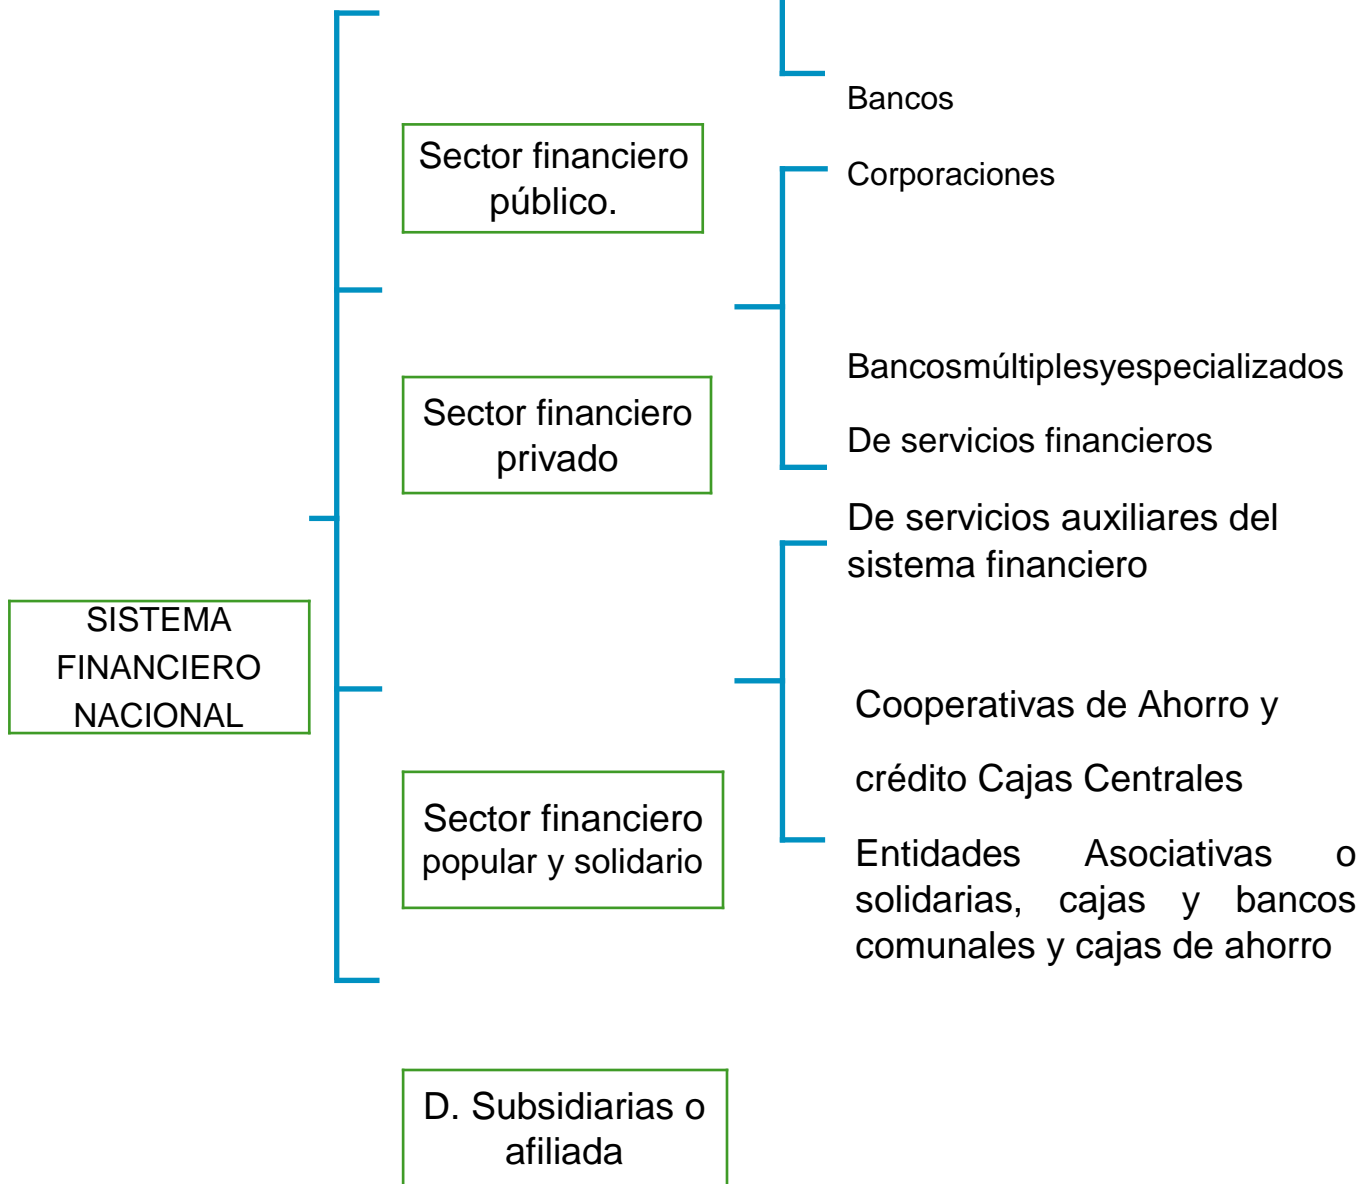 Bancos
Sector financiero
público.
Corporaciones
Bancosmúltiplesyespecializados
Sector financiero
privado
De servicios financieros
De servicios auxiliares del
sistema financiero
SISTEMA
FINANCIERO
NACIONAL
Cooperativas de Ahorro y
crédito Cajas Centrales
Sector financiero
popular y solidario
Entidades Asociativas o
solidarias, cajas y bancos
comunales y cajas de ahorro
D. Subsidiarias o
afiliada